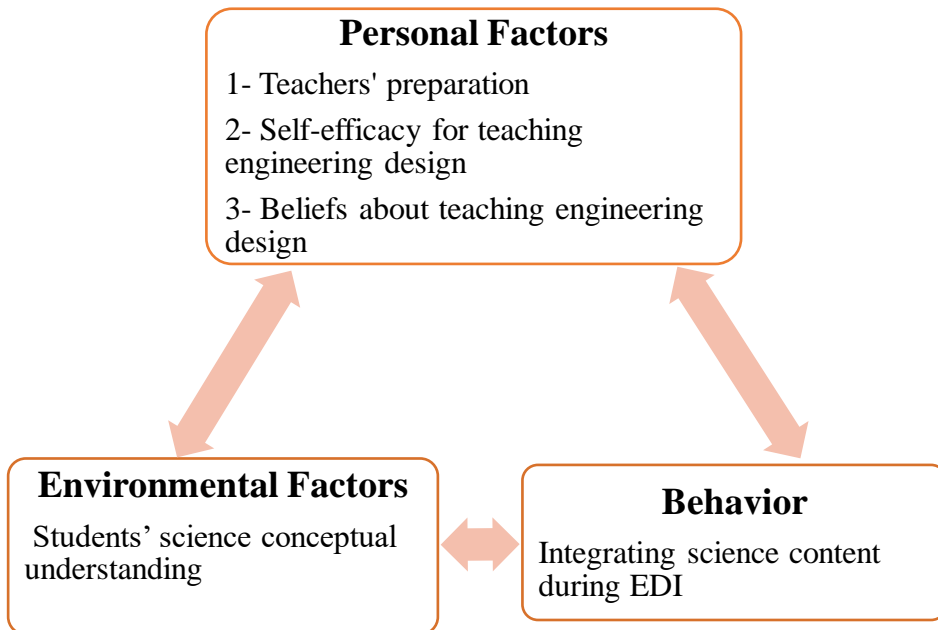 Personal Factors
1- Teachers' preparation
2- Self-efficacy for teaching
engineering design
3- Beliefs about teaching engineering
design
Environmental Factors
Students’ science conceptual
understanding
Behavior
Integrating science content
during EDI